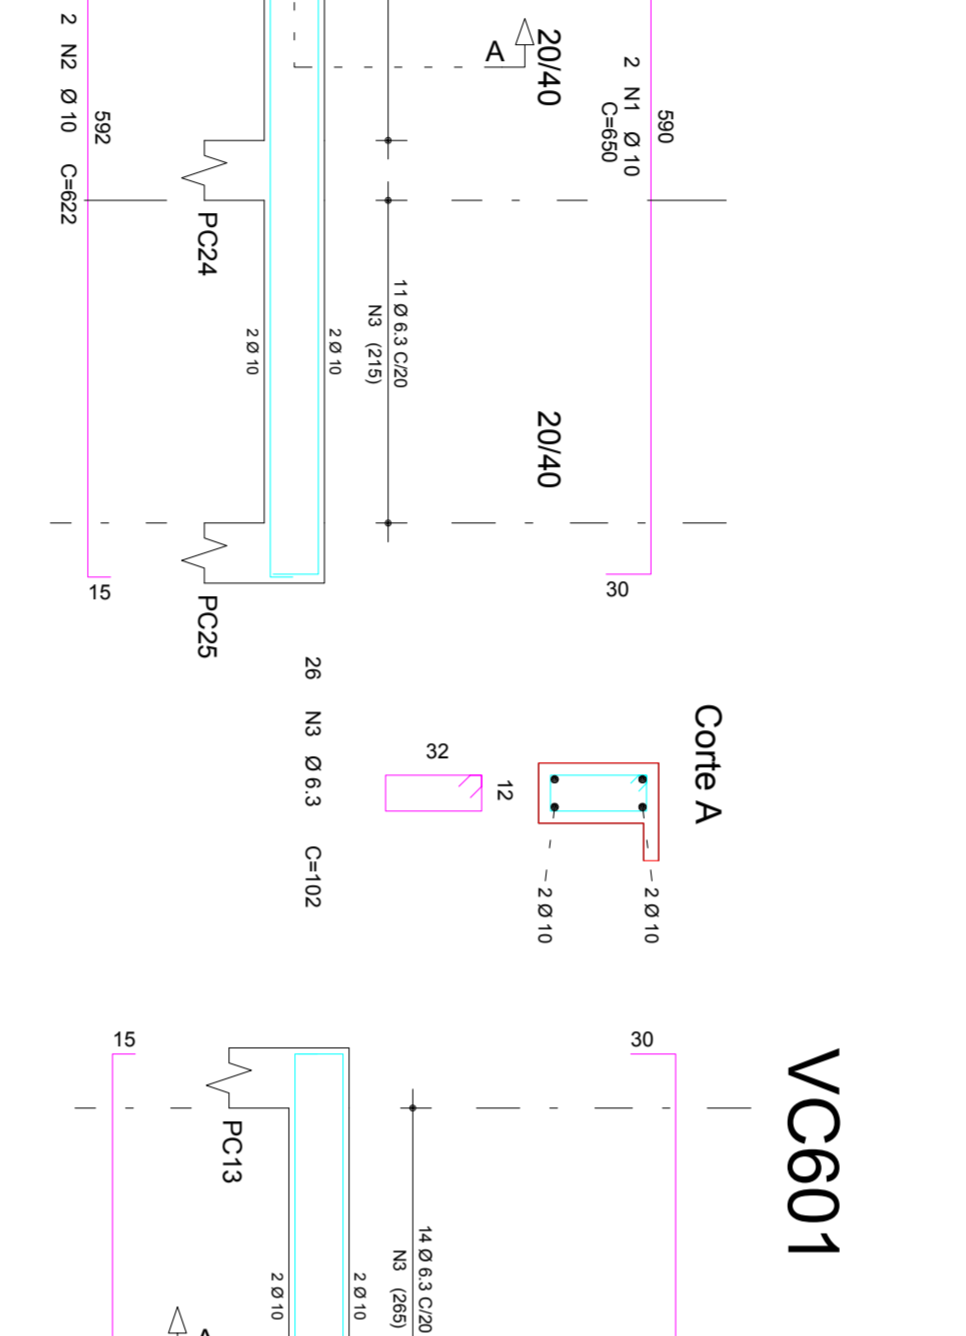 20/40
A
2 N1 Ø 10
C=650
590
2 N2 Ø 10 C=622
592
PC24
2 Ø 10
2 Ø 10
11 Ø 6.3 C/20
N3 (215)
20/40
15
30
PC25
Corte A
26 N3 Ø 6.3 C=102
32
12
2 Ø 10
2 Ø 10
VC601
15
30
PC13
2 Ø 10
2 Ø 10
14 Ø 6.3 C/20
N3 (265)